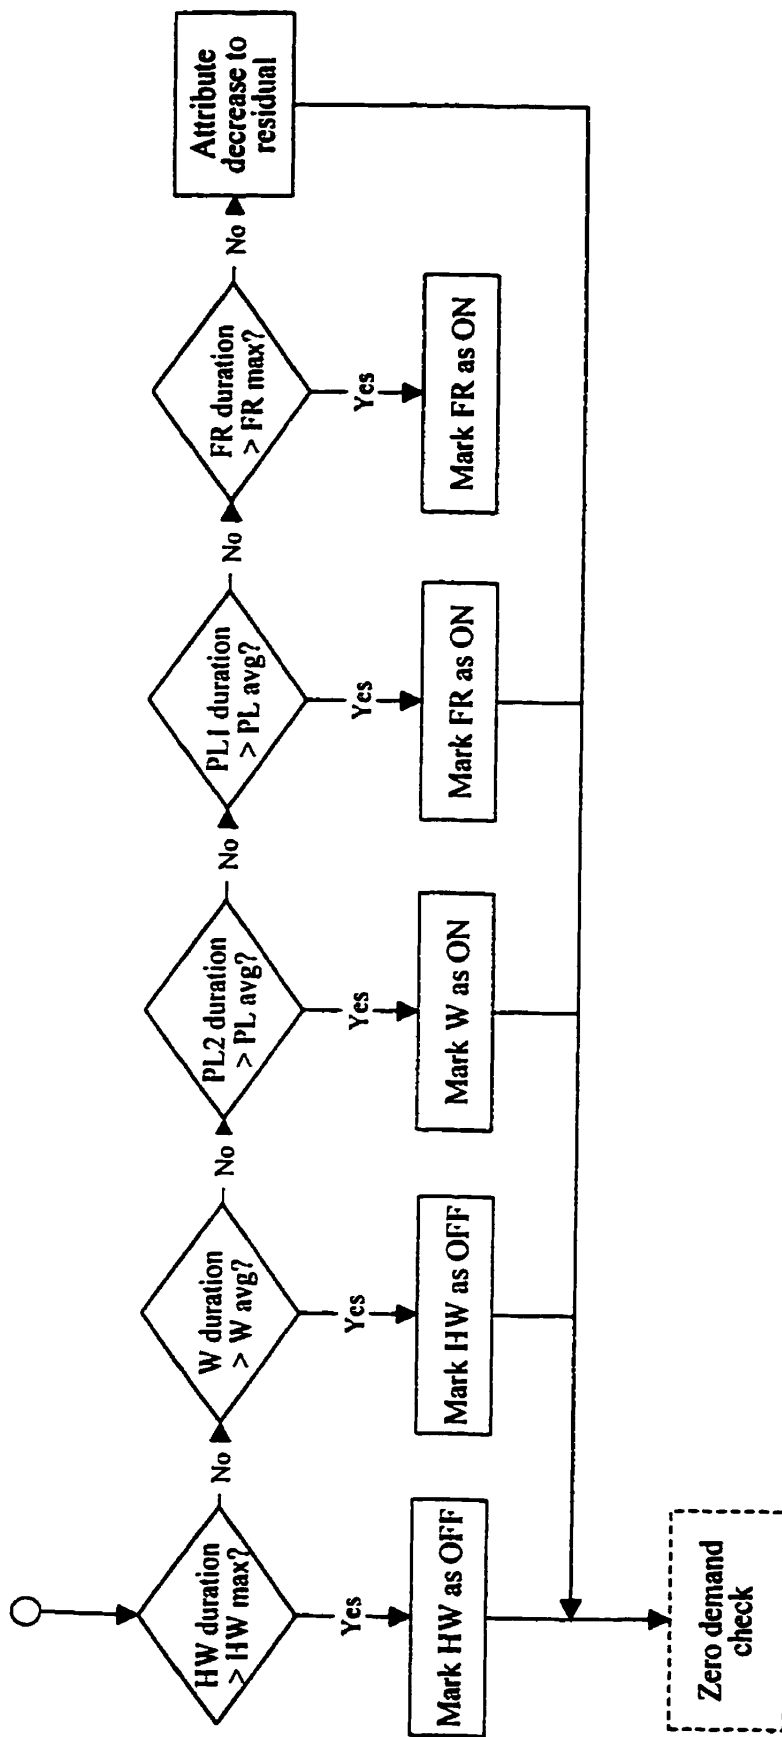 HW duration
> HW max?
No
W duration
> W avg?
No
PL2 duration
> PL avg?
No
PL1 duration
> PL avg?
No
FR duration
> FR max?
No
Attribute
decrease to
residual
Yes
Yes
Yes
Yes
Yes
Mark HW as OFF
Mark HW as OFF
Mark W as ON
Mark FR as ON
Mark FR as ON
Zero demand
check